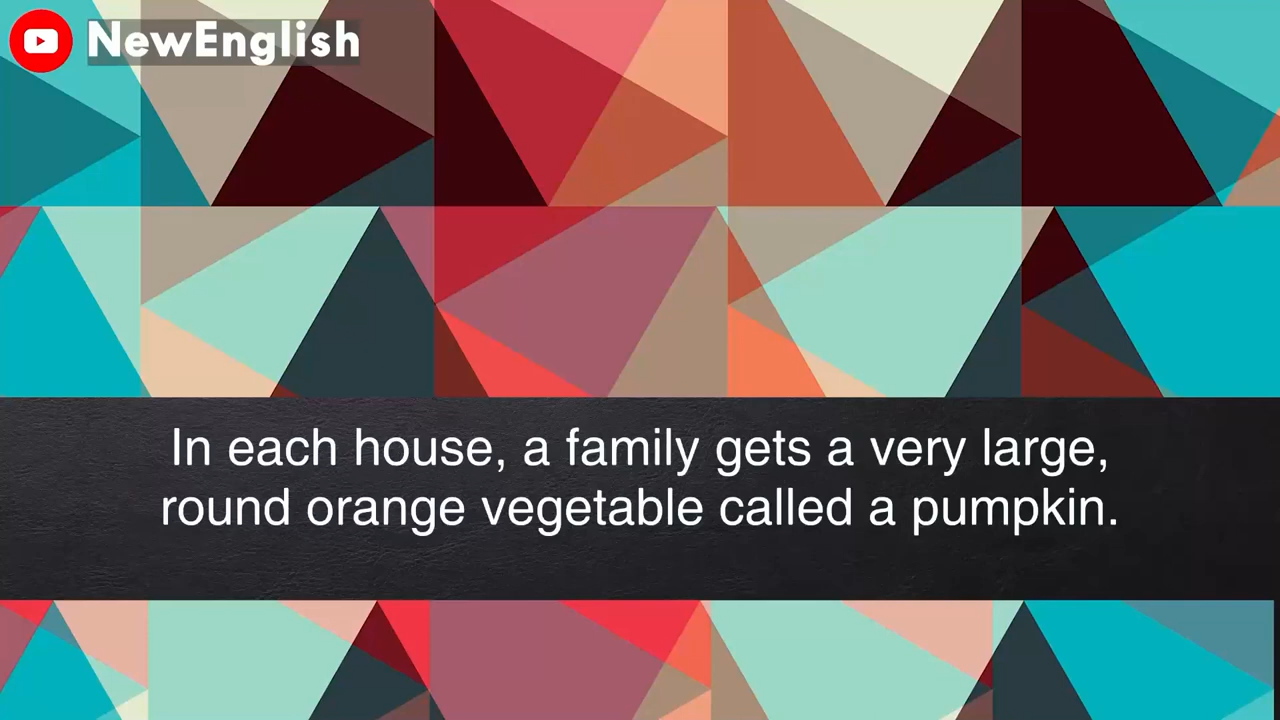 NewEnglish
In each house, a family gets a very large,
round orange vegetable called a pumpkin.